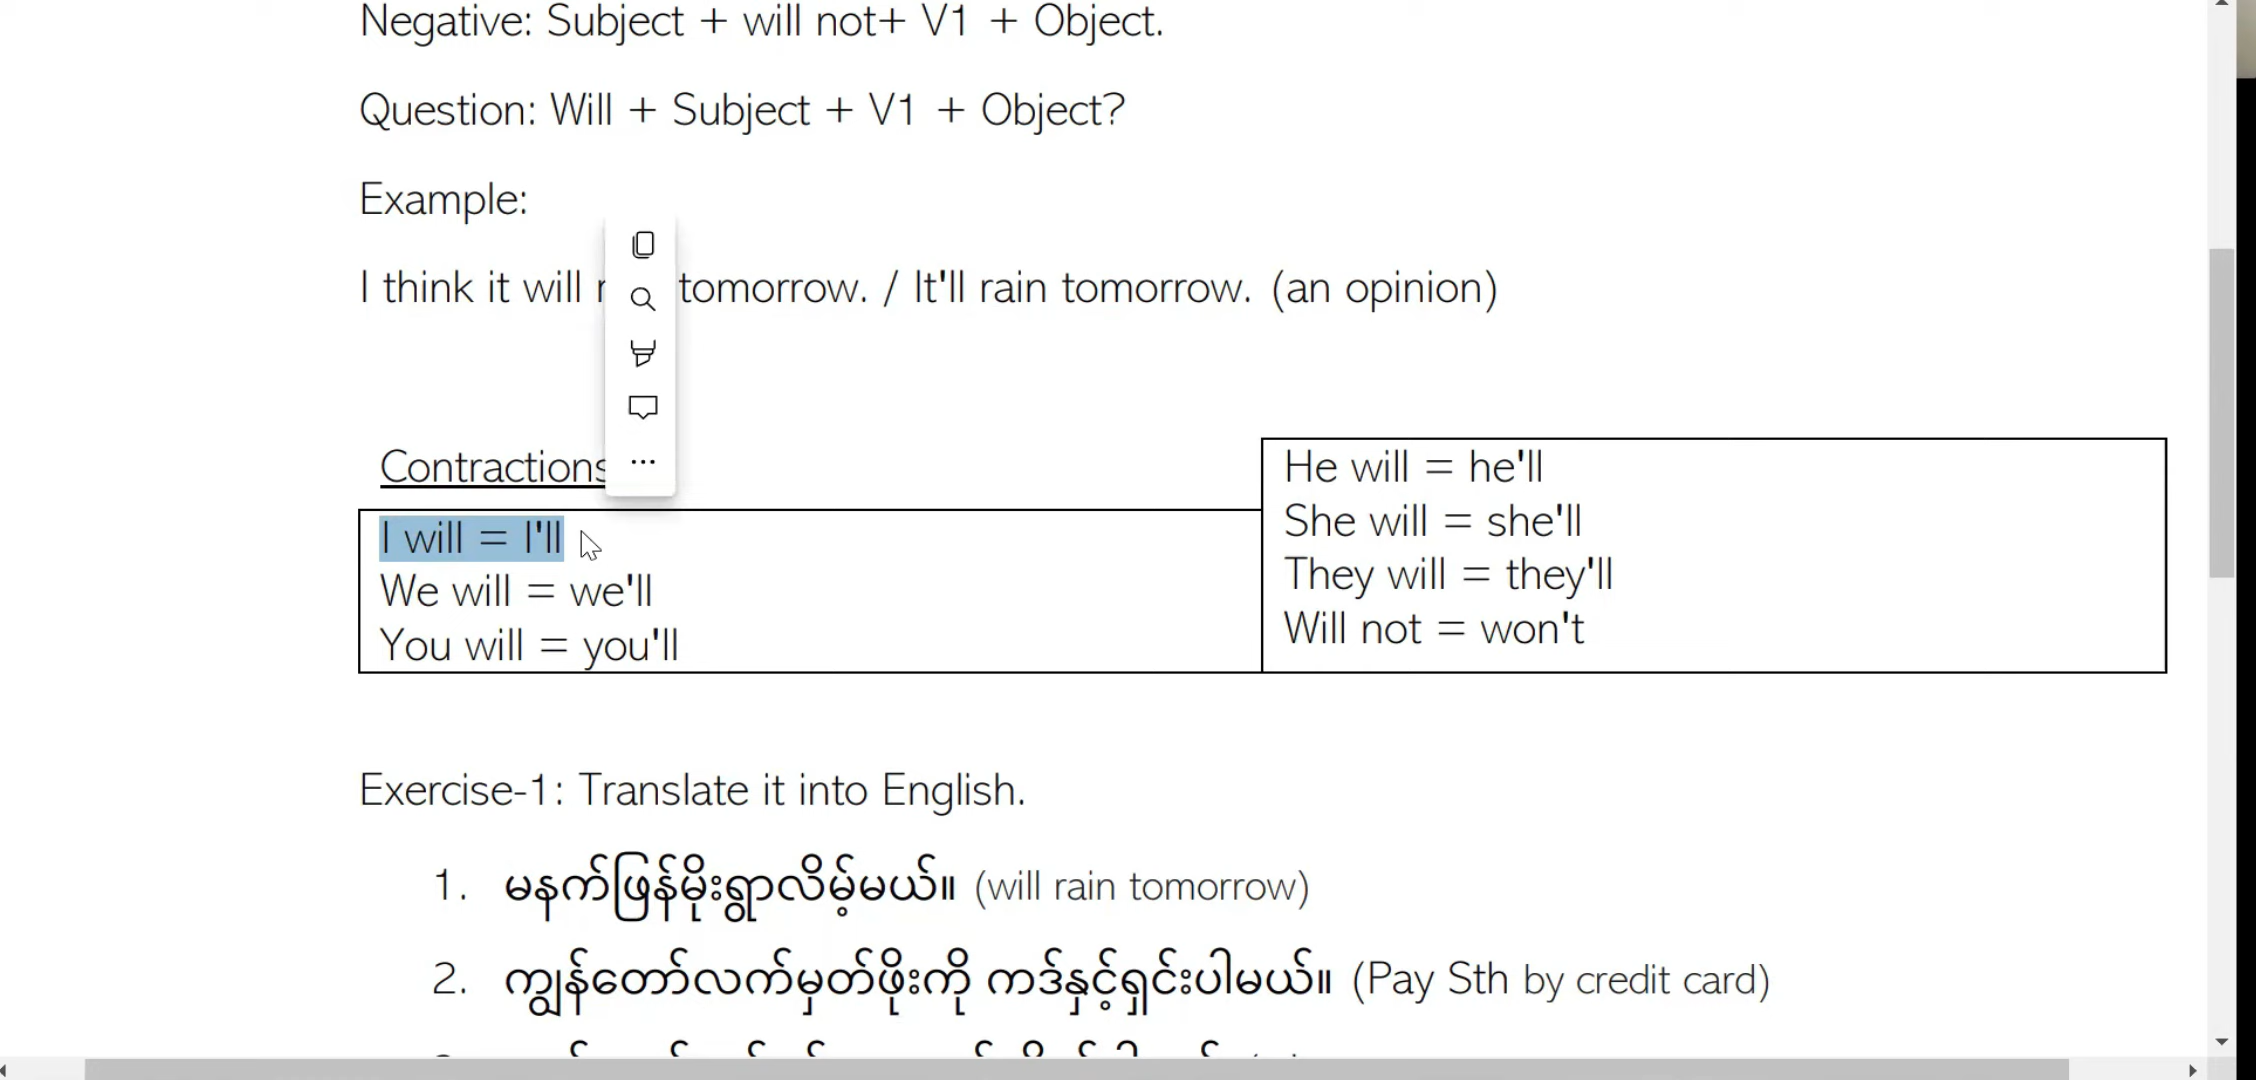 Negative: Subject + will not+ V1 + Object.
Question: Will + Subject + V1 + Object?
Example:
I think it will tomorrow. / It'll rain tomorrow. (an opinion)
Contractions
I will = I'll
We will = we'll
You will = you'll
He will = he'll
She will = she'll
They will = they'll
Will not = won't
Exercise-1: Translate it into English.
1. မနက်ဖြန်မိုးရွာလိမ့်မယ်။ (will rain tomorrow)
2. ကျွန်တော်လက်မှတ်ဖိုးကို ကဒ်နှင့်ရှင်းပါမယ်။ (Pay Sth by credit card)